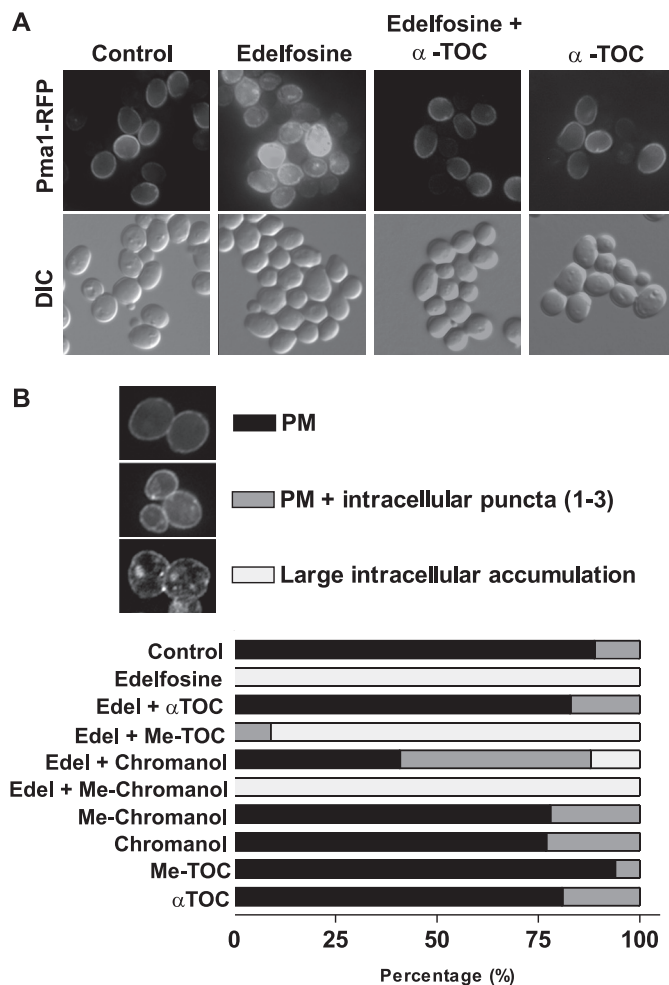 A
Control
Edelfosine
Edelfosine +
α -TOC
α -TOC
Pma1-RFP
DIC
B
PM
PM + intracellular puncta (1-3)
Large intracellular accumulation
Control
Edelfosine
Edel + αTOC
Edel + Me-TOC
Edel + Chromanol
Edel + Me-Chromanol
Me-Chromanol
Chromanol
Me-TOC
αTOC
0 25 50 75 100
Percentage (%)